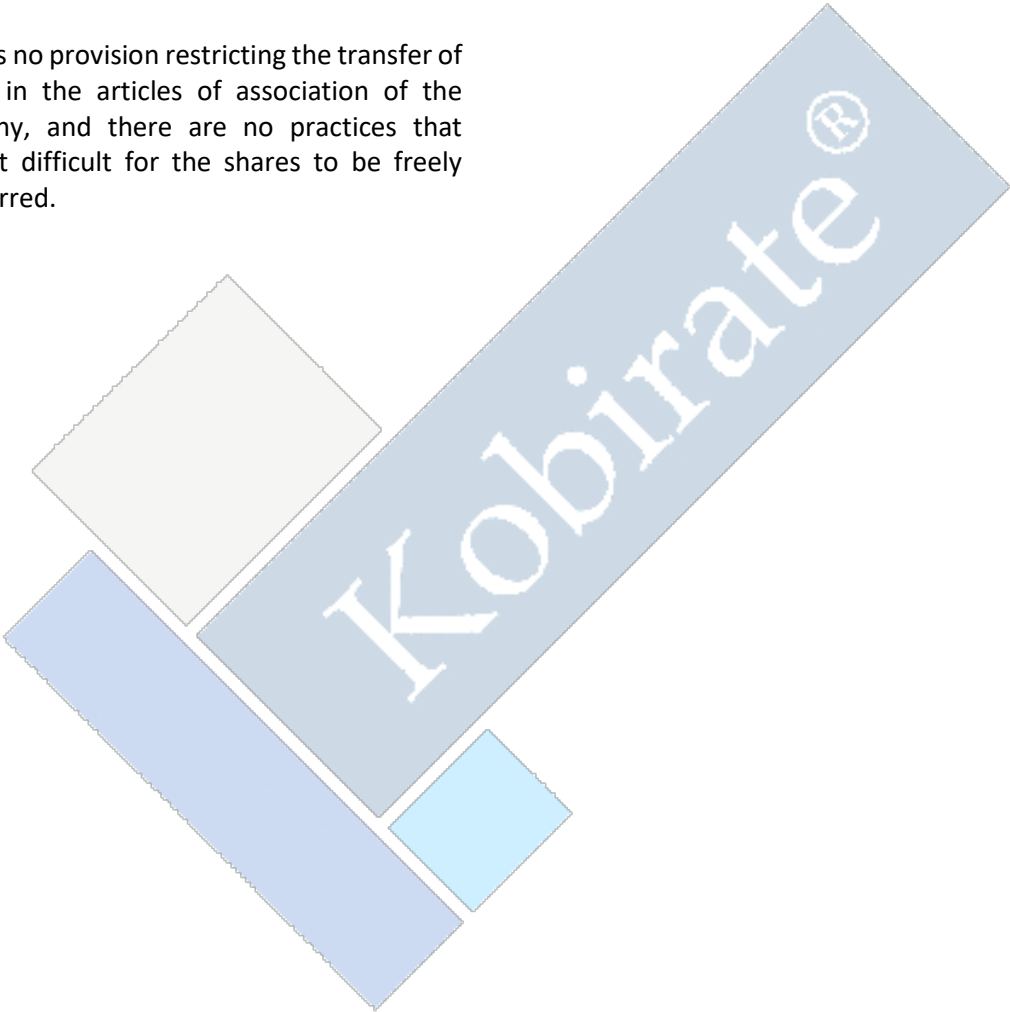 s no provision restricting the transfer of
in the articles of association of the
ny, and there are no practices that
t difficult for the shares to be freely
rred.
Kobirate®